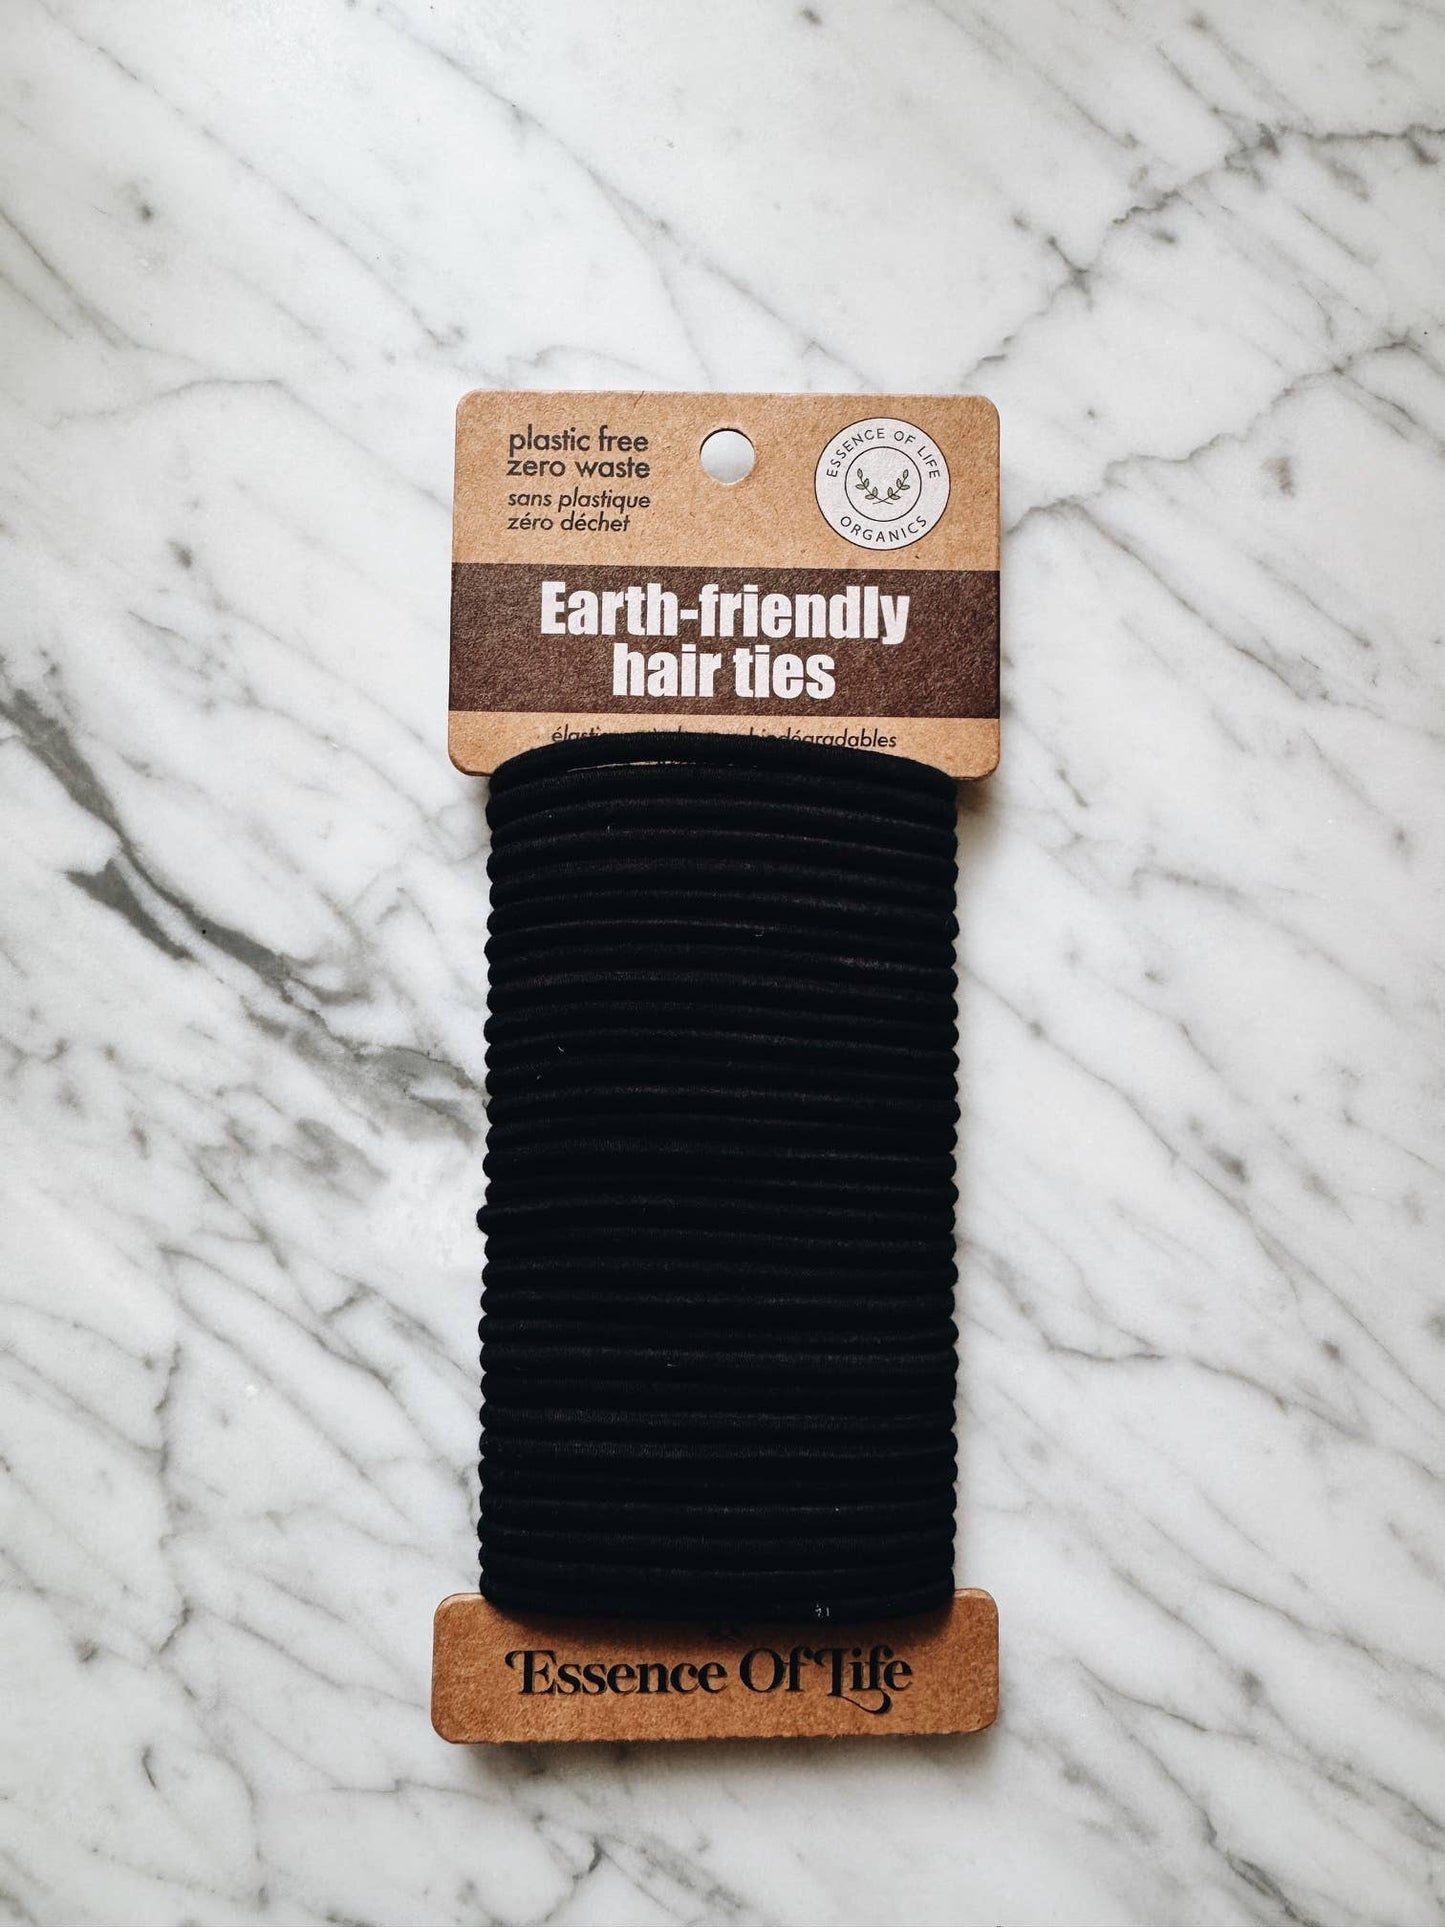 plastic free
zero waste
sans plastique
zéro déchet
ESSENCE OF LIFE
ORGANICS
Earth-friendly
hair ties
biodégradables
Essence Of Life